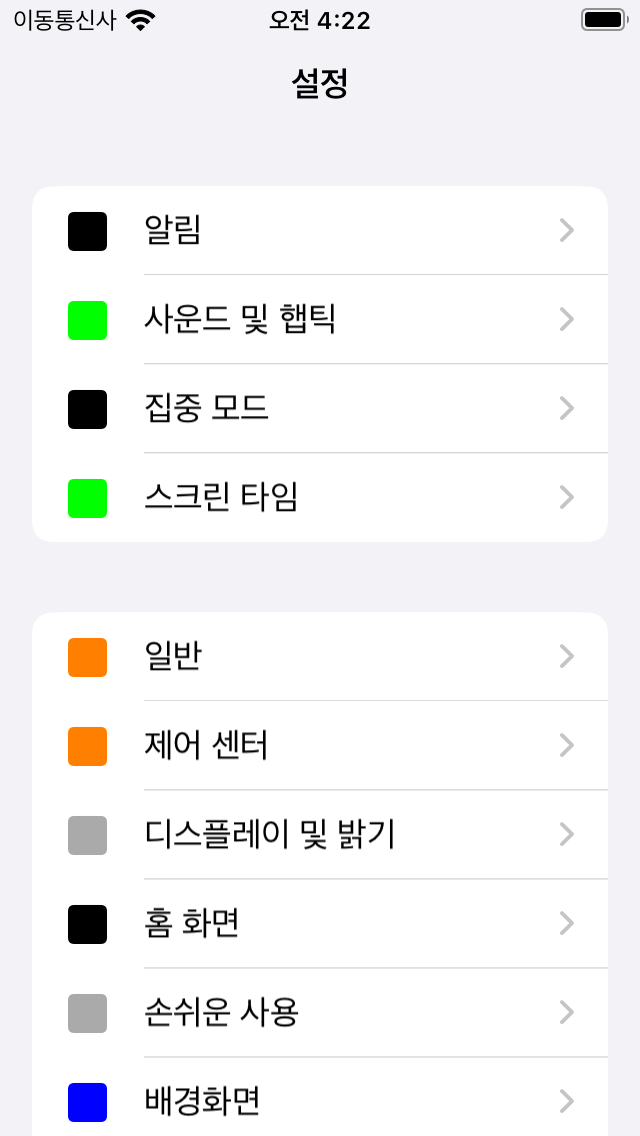 이동통신사 오전 4:22
설정
알림
사운드 및 햅틱
집중 모드
스크린 타임
일반
제어 센터
디스플레이 및 밝기
홈 화면
손쉬운 사용
배경화면